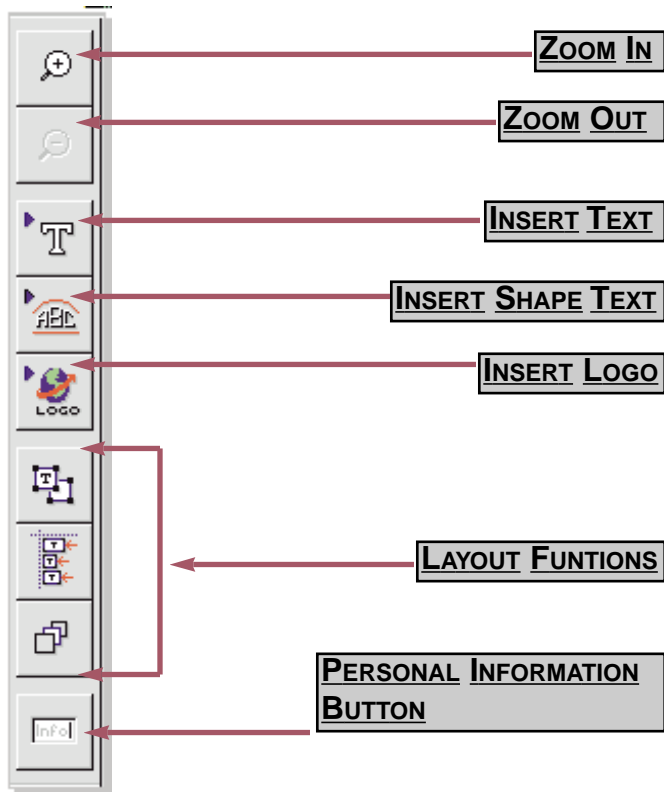 ZOOM IN
ZOOM OUT
INSERT TEXT
T
INSERT SHAPE TEXT
ABC
INSERT LOGO
LOGO
T
T
T
T
LAYOUT FUNTIONS
PERSONAL INFORMATION
BUTTON
Info